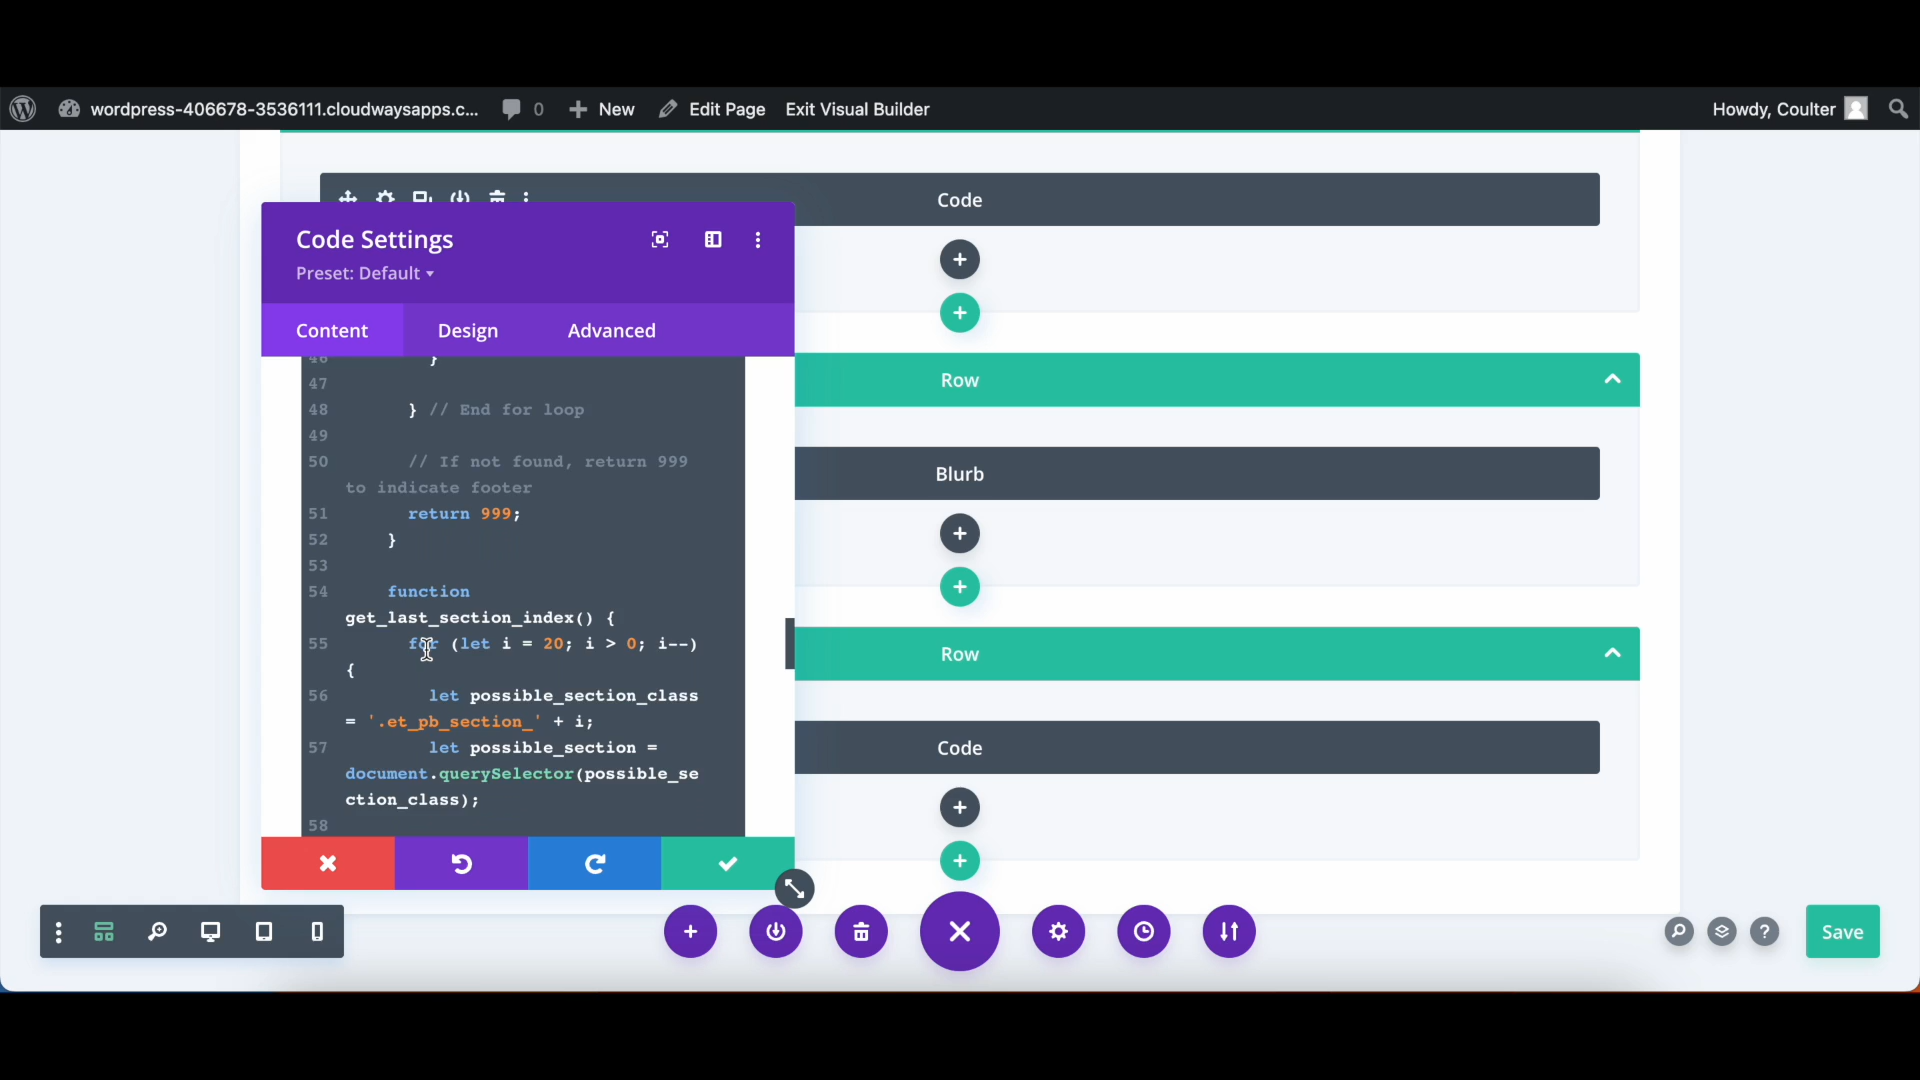 wordpress-406678-3536111.cloudwaysapps.c... 0 New Edit Page Exit Visual Builder Howdy, Coulter
Code
Code Settings
Preset: Default
Content Design Advanced
46 }
47
48 } // End for loop
49
50 // If not found, return 999
to indicate footer
51 return 999;
52 }
53
54 function
get_last_section_index() {
55 for (let i = 20; i > 0; i--)
{
56 let possible_section_class
= '.et_pb_section_' + i;
57 let possible_section =
document.querySelector(possible_se
ction_class);
58
Row
Blurb
Row
Code
? Save